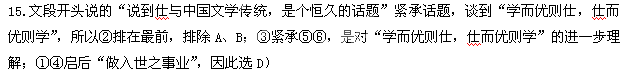 15.文段开头说的“说到仕与中国文学传统，是个恒久的话题”紧承话题，谈到“学而优则仕，仕而
优则学”，所以②排在最前，排除 A、B；③紧承⑤⑥，是对“学而优则仕，仕而优则学”的进一步理
解；①④启后“做入世之事业”，因此选 D）